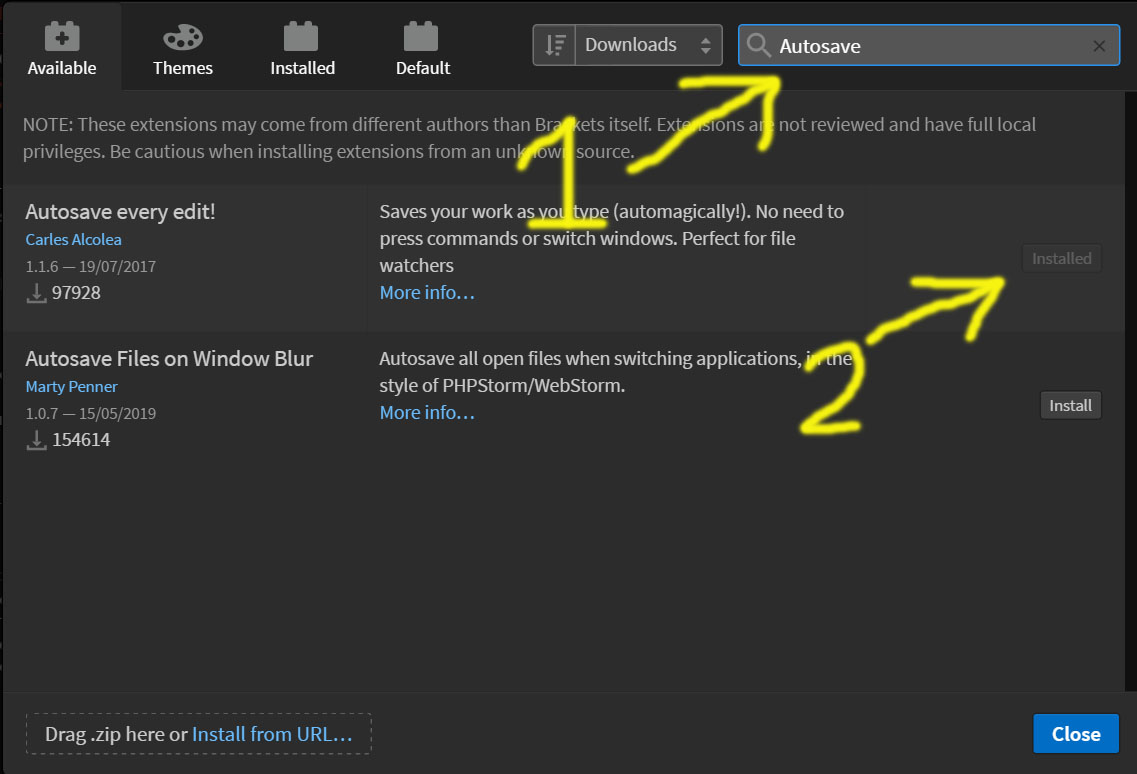 Available
Themes
Installed
Default
Downloads
Autosave
NOTE: These extensions may come from different authors than Brackets itself. Extensions are not reviewed and have full local
privileges. Be cautious when installing extensions from an unknown source.
1
Autosave every edit!
Carles Alcolea
1.1.6 — 19/07/2017
97928
Saves your work as you type (automagically!). No need to
press commands or switch windows. Perfect for file
watchers
More info…
Installed
2
Autosave Files on Window Blur
Marty Penner
1.0.7 — 15/05/2019
154614
Autosave all open files when switching applications, in the
style of PHPStorm/WebStorm.
More info…
Install
Drag .zip here or Install from URL…
Close